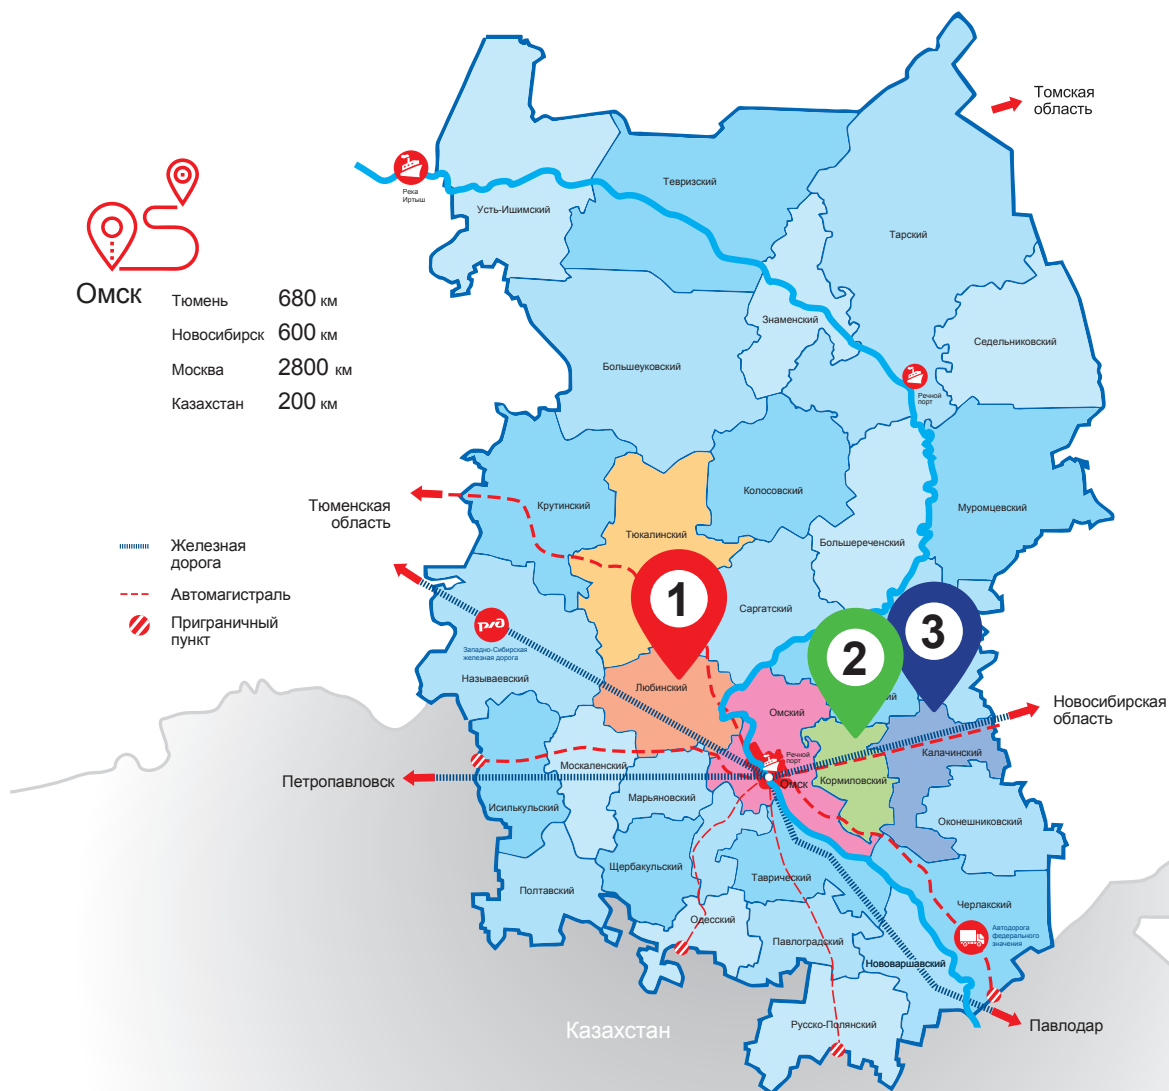 Томская
область
Река
Иртыш
Тевризский
Усть-Ишимский
Тарский
Омск
Тюмень 680 км
Новосибирск 600 км
Москва 2800 км
Казахстан 200 км
Знаменский
Седельниковский
Большеуковский
Речной
порт
Тюменская
область
Крутинский
Колосовский
Муромцевский
Тюкалинский
Большереченский
Железная
дорога
Автомагистраль
Приграничный
пункт
1
Саргатский
2
3
РЖД
Западно-Сибирская
железная дорога
Называевский
Любинский
Омский
Новосибирская
область
Калачинский
Речной
порт
Омск
Кормиловский
Петропавловск
Москаленский
Марьяновский
Исилькульский
Оконешниковский
Щербакульский
Таврический
Полтавский
Черлакский
Одесский
Автодорога
федерального
значения
Павлоградский
Нововаршавский
Казахстан
Русско-Полянский
Павлодар